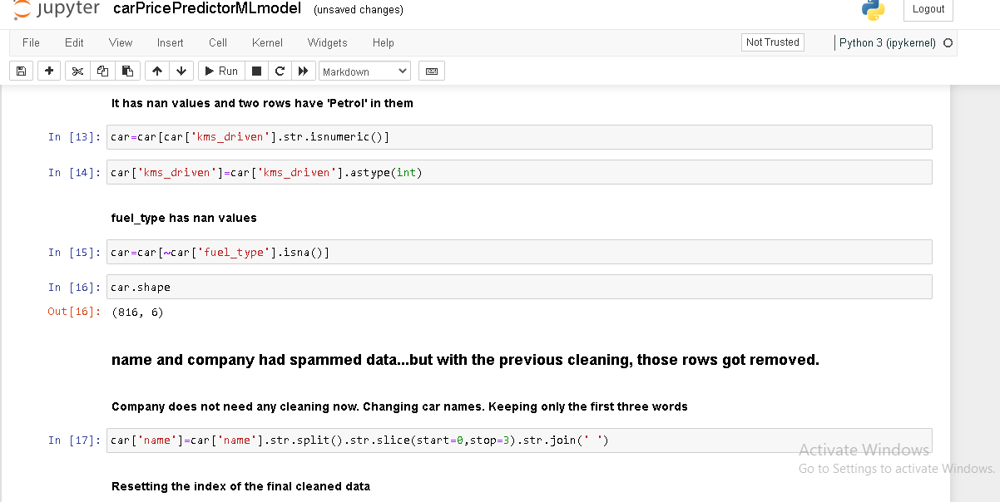 jupyter carPricePredictorMLmodel (unsaved changes) Logout
File Edit View Insert Cell Kernel Widgets Help Not Trusted Python 3 (ipykernel)
Run Markdown
It has nan values and two rows have 'Petrol' in them
In [13]: car=car[car['kms_driven'].str.isnumeric()]
In [14]: car['kms_driven']=car['kms_driven'].astype(int)
fuel_type has nan values
In [15]: car=car[~car['fuel_type'].isna()]
In [16]: car.shape
Out[16]: (816, 6)
name and company had spammed data...but with the previous cleaning, those rows got removed.
Company does not need any cleaning now. Changing car names. Keeping only the first three words
In [17]: car['name']=car['name'].str.split().str.slice(start=0,stop=3).str.join(' ')
Activate Windows
Go to Settings to activate Windows.
Resetting the index of the final cleaned data